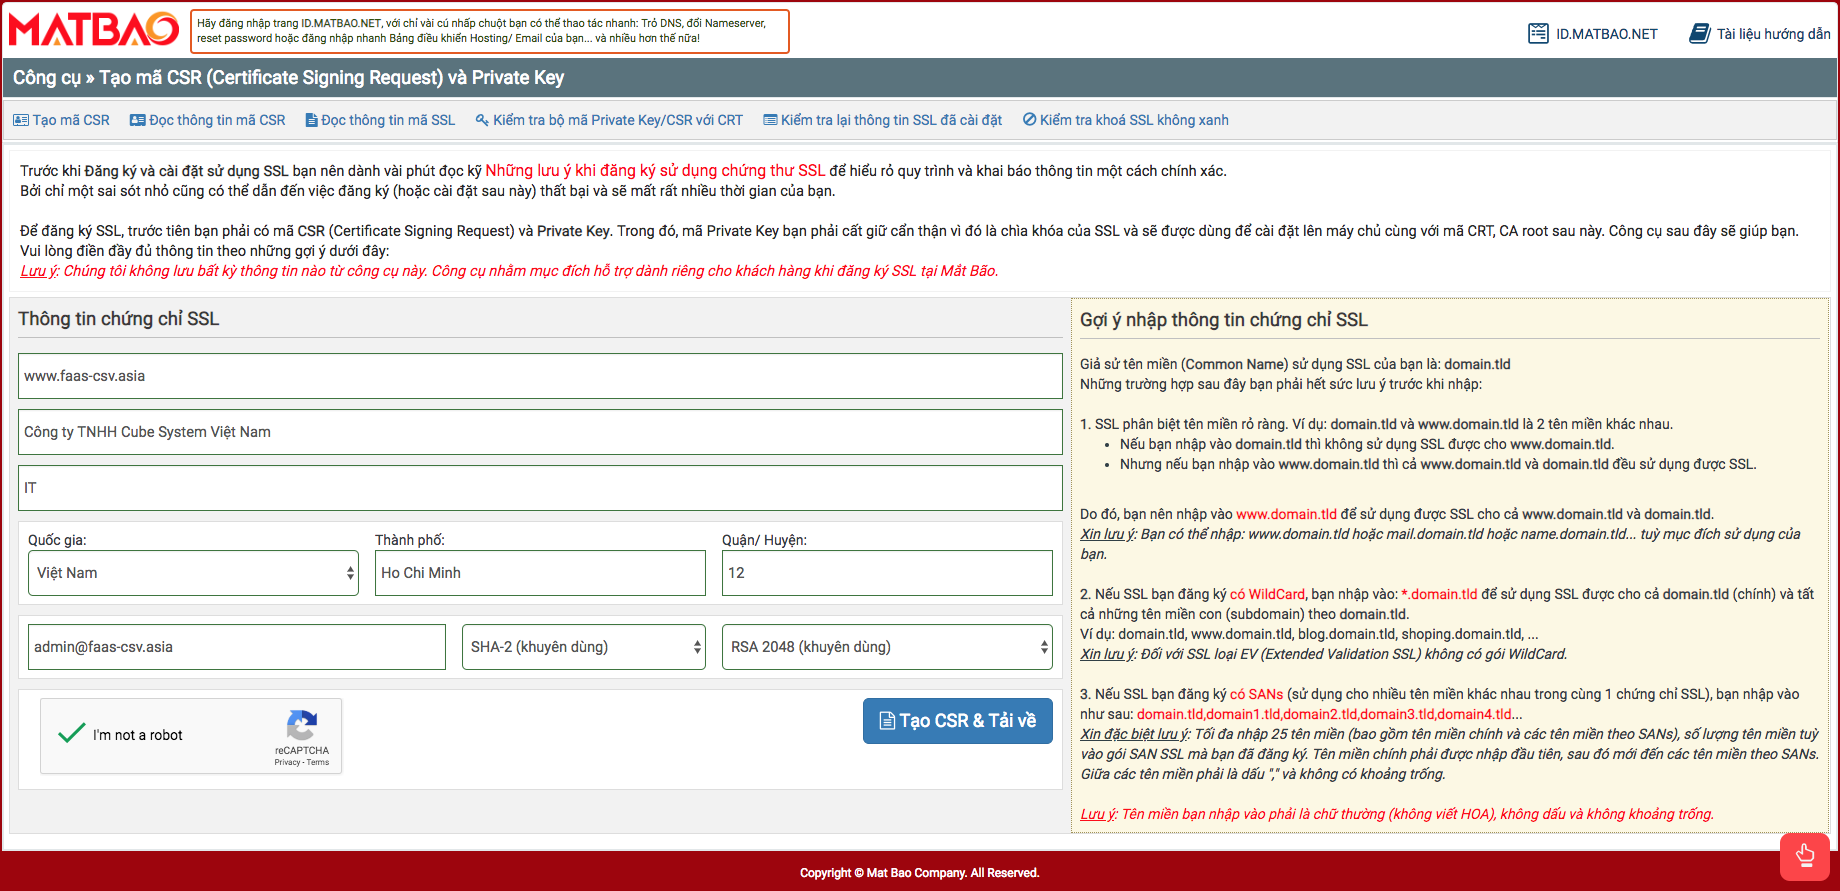 MATBAO
Hãy đăng nhập trang ID.MATBAO.NET, với chỉ vài cú nhấp chuột bạn có thể thao tác nhanh: Trỏ DNS, đổi Nameserver,
reset password hoặc đăng nhập nhanh Bảng điều khiển Hosting/ Email của bạn... và nhiều hơn thế nữa!
ID.MATBAO.NET
Tài liệu hướng dẫn
Công cụ » Tạo mã CSR (Certificate Signing Request) và Private Key
Tạo mã CSR
Đọc thông tin mã CSR
Đọc thông tin mã SSL
Kiểm tra bộ mã Private Key/CSR với CRT
Kiểm tra lại thông tin SSL đã cài đặt
Kiểm tra khoá SSL không xanh
Trước khi Đăng ký và cài đặt sử dụng SSL bạn nên dành vài phút đọc kỹ Những lưu ý khi đăng ký sử dụng chứng thư SSL để hiểu rỏ quy trình và khai báo thông tin một cách chính xác.
Bởi chỉ một sai sót nhỏ cũng có thể dẫn đến việc đăng ký (hoặc cài đặt sau này) thất bại và sẽ mất rất nhiều thời gian của bạn.
Để đăng ký SSL, trước tiên bạn phải có mã CSR (Certificate Signing Request) và Private Key. Trong đó, mã Private Key bạn phải cất giữ cẩn thận vì đó là chìa khóa của SSL và sẽ được dùng để cài đặt lên máy chủ cùng với mã CRT, CA root sau này. Công cụ sau đây sẽ giúp bạn.
Vui lòng điền đầy đủ thông tin theo những gợi ý dưới đây:
Lưu ý: Chúng tôi không lưu bất kỳ thông tin nào từ công cụ này. Công cụ nhằm mục đích hỗ trợ dành riêng cho khách hàng khi đăng ký SSL tại Mắt Bão.
Thông tin chứng chỉ SSL
www.faas-csv.asia
Công ty TNHH Cube System Việt Nam
IT
Quốc gia:
Thành phố:
Quận/ Huyện:
Việt Nam
Ho Chi Minh
12
admin@faas-csv.asia
SHA-2 (khuyên dùng)
RSA 2048 (khuyên dùng)
I'm not a robot
reCAPTCHA
Privacy - Terms
Tạo CSR & Tải về
Gợi ý nhập thông tin chứng chỉ SSL
Giả sử tên miền (Common Name) sử dụng SSL của bạn là: domain.tld
Những trường hợp sau đây bạn phải hết sức lưu ý trước khi nhập:
1. SSL phân biệt tên miền rỏ ràng. Ví dụ: domain.tld và www.domain.tld là 2 tên miền khác nhau.
• Nếu bạn nhập vào domain.tld thì không sử dụng SSL được cho www.domain.tld.
• Nhưng nếu bạn nhập vào www.domain.tld thì cả www.domain.tld và domain.tld đều sử dụng được SSL.
Do đó, bạn nên nhập vào www.domain.tld để sử dụng được SSL cho cả www.domain.tld và domain.tld.
Xin lưu ý: Bạn có thể nhập: www.domain.tld hoặc mail.domain.tld hoặc name.domain.tld... tuỳ mục đích sử dụng của
bạn.
2. Nếu SSL bạn đăng ký có WildCard, bạn nhập vào: *.domain.tld để sử dụng SSL được cho cả domain.tld (chính) và tất
cả những tên miền con (subdomain) theo domain.tld.
Ví dụ: domain.tld, www.domain.tld, blog.domain.tld, shoping.domain.tld, ...
Xin lưu ý: Đối với SSL loại EV (Extended Validation SSL) không có gói WildCard.
3. Nếu SSL bạn đăng ký có SANs (sử dụng cho nhiều tên miền khác nhau trong cùng 1 chứng chỉ SSL), bạn nhập vào
như sau: domain.tld,domain1.tld,domain2.tld,domain3.tld,domain4.tld...
Xin đặc biệt lưu ý: Tối đa nhập 25 tên miền (bao gồm tên miền chính và các tên miền theo SANs), số lượng tên miền tuỳ
vào gói SAN SSL mà bạn đã đăng ký. Tên miền chính phải được nhập đầu tiên, sau đó mới đến các tên miền theo SANs.
Giữa các tên miền phải là dấu "," và không có khoảng trống.
Lưu ý: Tên miền bạn nhập vào phải là chữ thường (không viết HOA), không dấu và không khoảng trống.
Copyright © Mat Bao Company. All Reserved.